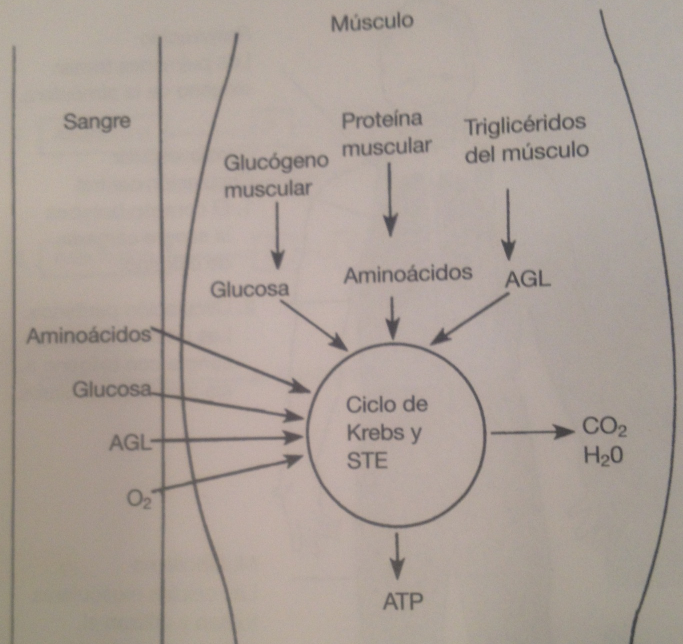 Músculo
Sangre
Glucógeno
muscular
Proteína
muscular
Triglicéridos
del músculo
Glucosa
Aminoácidos
AGL
Aminoácidos
Glucosa
AGL
O₂
Ciclo de
Krebs y
STE
CO₂
H₂0
ATP